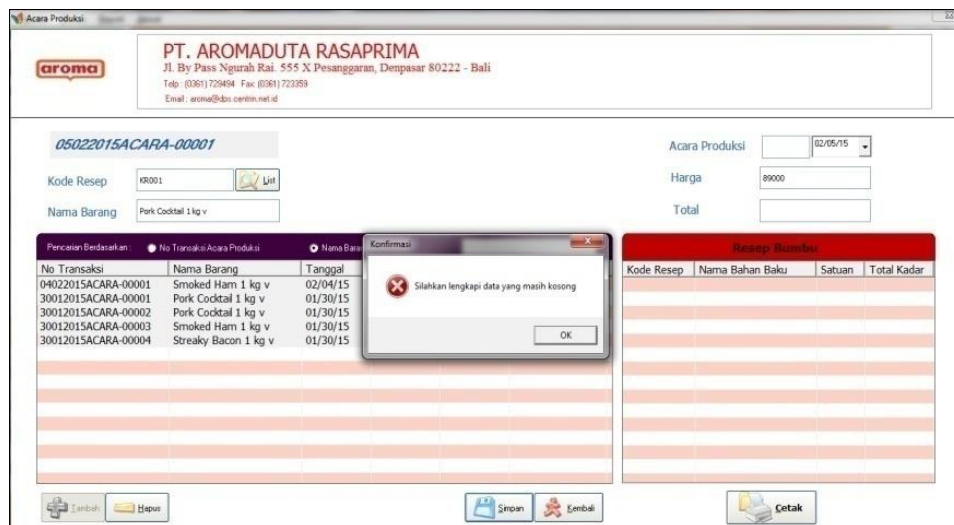 Acara Produksi
aroma
PT. AROMADUTA RASAPRIMA
Jl. By Pass Ngurah Rai. 555 X Pesanggaran, Denpasar 80222 - Bali
Telp : (0361) 729494 Fax: (0361) 723359
Email : aroma@dps.centrin.net.id
05022015ACARA-00001
Acara Produksi 02/05/15
Kode Resep KR001 List
Harga 89000
Nama Barang Pork Cocktail 1 kg v
Total
Pencarian Berdasarkan : No Transaksi Acara Produksi Nama Baran
Konfirmasi
Silahkan lengkapi data yang masih kosong
OK
Resep Bumbu
No Transaksi Nama Barang Tanggal
04022015ACARA-00001 Smoked Ham 1 kg v 02/04/15
30012015ACARA-00001 Pork Cocktail 1 kg v 01/30/15
30012015ACARA-00002 Pork Cocktail 1 kg v 01/30/15
30012015ACARA-00003 Smoked Ham 1 kg v 01/30/15
30012015ACARA-00004 Streaky Bacon 1 kg v 01/30/15
Kode Resep Nama Bahan Baku Satuan Total Kadar
Tambah Hapus Simpan Kembali Cetak